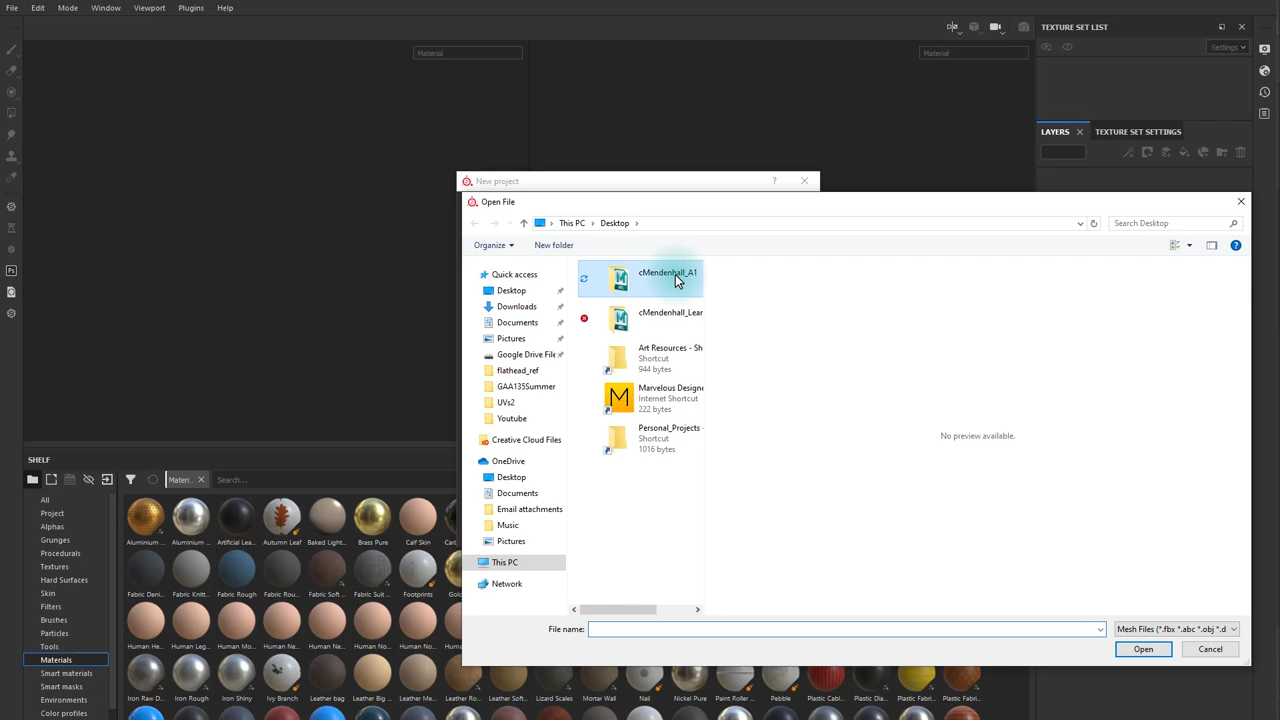 File Edit Mode Window Viewport Plugins Help
TEXTURE SET LIST
Material
Material
Settings
LAYERS
TEXTURE SET SETTINGS
New project
?
Open File
This PC > Desktop >
Search Desktop
Organize
New folder
Quick access
Desktop
Downloads
Documents
Pictures
Google Drive File
flathead_ref
GAA135Summer
UVs2
Youtube
Creative Cloud Files
OneDrive
Desktop
Documents
Email attachments
Music
Pictures
This PC
Network
cMendenhall_A1
cMendenhall_Lear
Art Resources - Sh
Shortcut
944 bytes
Marvelous Designe
Internet Shortcut
222 bytes
Personal_Projects -
Shortcut
1016 bytes
No preview available.
File name:
Mesh Files (*.fbx *.abc *.obj *.d
Open
Cancel
SHELF
Materi...
Search...
All
Project
Alphas
Grunges
Procedurals
Textures
Hard Surfaces
Skin
Filters
Brushes
Particles
Tools
Materials
Smart materials
Smart masks
Environments
Color profiles
Aluminium ... Aluminium ... Artificial Lea... Autumn Leaf Baked Light... Brass Pure Calf Skin
Fabric Deni... Fabric Knitt... Fabric Rough Fabric Rou... Fabric Soft ... Fabric Suit ... Footprints
Human He... Human Leg... Human Mo... Human Ne... Human Ne...
Iron Raw D... Iron Rough Iron Shiny Ivy Branch Leather bag Leather Big ... Leather Me... Leather Ro... Leather Soft... Lizard Scales Mortar Wall Nail Nickel Pure Paint Roller ... Pebble Plastic Cabl... Plastic Dia... Plastic Fabri... Plastic Fabri...